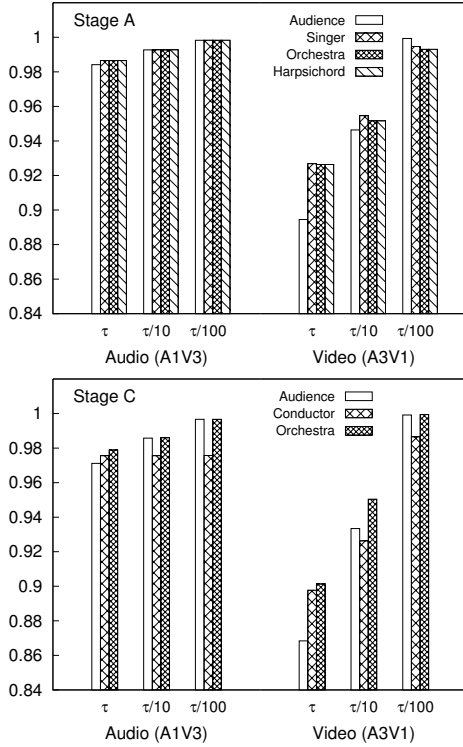 Stage A
Audience
Singer
Orchestra
Harpsichord
1
0.98
0.96
0.94
0.92
0.9
0.88
0.86
0.84
τ τ/10 τ/100 τ τ/10 τ/100
Audio (A1V3) Video (A3V1)
Stage C
Audience
Conductor
Orchestra
1
0.98
0.96
0.94
0.92
0.9
0.88
0.86
0.84
τ τ/10 τ/100 τ τ/10 τ/100
Audio (A1V3) Video (A3V1)